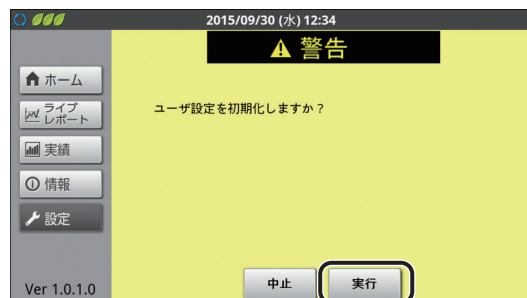 2015/09/30 (水) 12:34
警告
ホーム
ライブ
レポート
実績
情報
設定
Ver 1.0.1.0
ユーザ設定を初期化しますか？
中止
実行